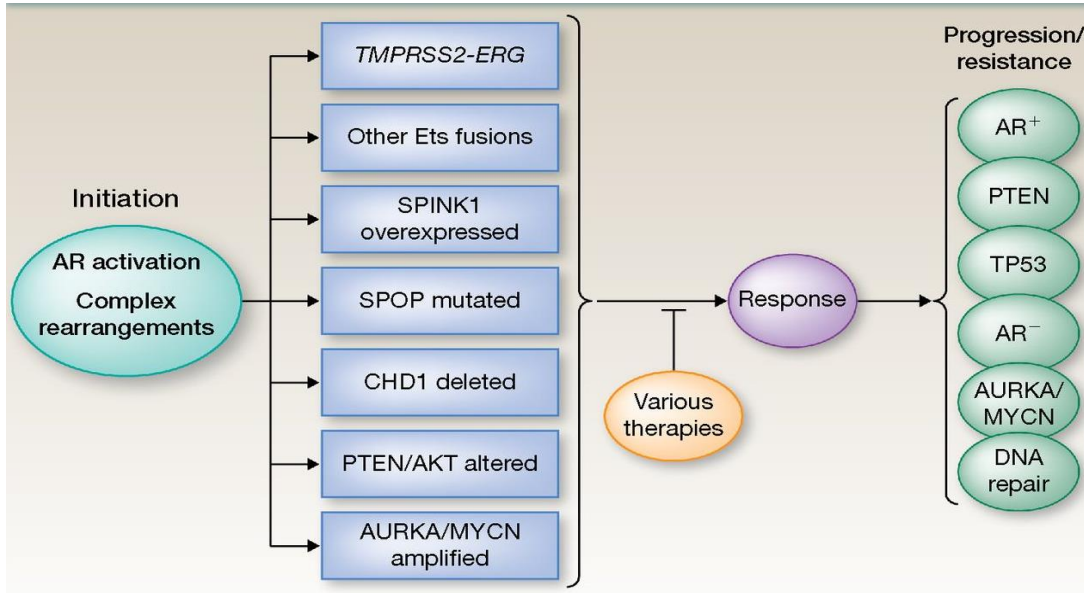 Initiation
AR activation
Complex
rearrangements
TMPRSS2-ERG
Other Ets fusions
SPINK1
overexpressed
SPOP mutated
CHD1 deleted
PTEN/AKT altered
AURKA/MYCN
amplified
Various
therapies
Response
Progression/
resistance
AR⁺
PTEN
TP53
AR⁻
AURKA/
MYCN
DNA
repair